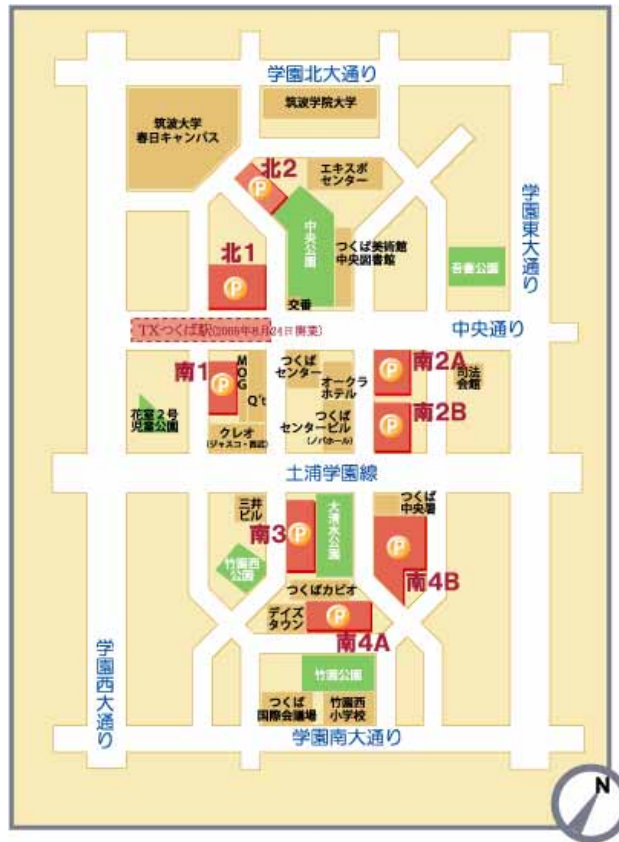 学園北大通り
筑波学院大学
筑波大学
春日キャンパス
北2
P
エキスポ
センター
中央公園
つくば美術館
中央図書館
学園東大通り
吾妻公園
北1
P
交番
TXつくば駅(2005年8月24日開業)
中央通り
南1
P
MOG
Q't
つくば
センター
オークラ
ホテル
南2A
P
司法
会館
花室2号
児童公園
クレオ
(ジャスコ・西武)
つくば
センタービル
(ノバホール)
南2B
P
土浦学園線
三井
ビル
南3
P
大清水公園
つくば
中央署
P
南4B
竹園西
公園
つくばカピオ
デイズ
タウン
P
南4A
学園西大通り
竹園公園
つくば
国際会議場
竹園西
小学校
学園南大通り
N